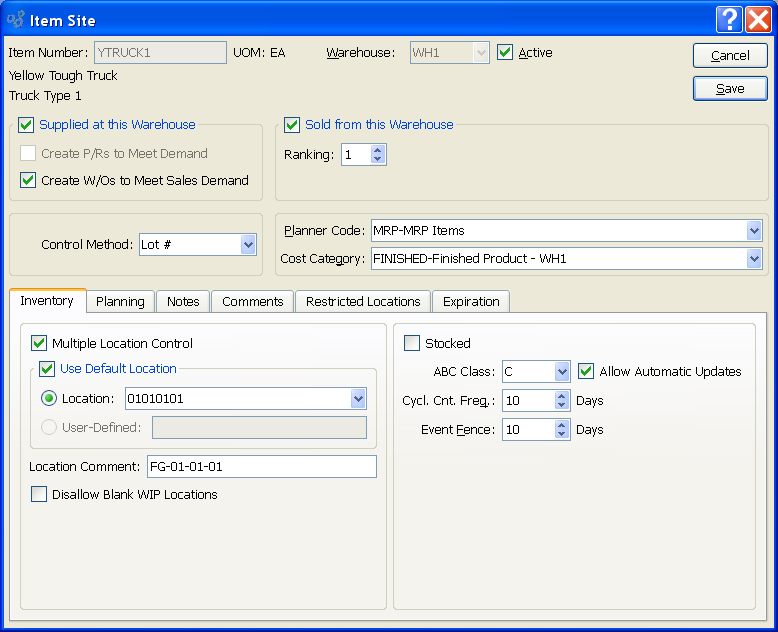 Item Site
Item Number: YTRUCK1 UOM: EA Warehouse: WH1 Active
Cancel
Yellow Tough Truck
Truck Type 1
Save
Supplied at this Warehouse
Create P/Rs to Meet Demand
Create W/Os to Meet Sales Demand
Sold from this Warehouse
Ranking: 1
Control Method: Lot #
Planner Code: MRP-MRP Items
Cost Category: FINISHED-Finished Product - WH1
Inventory Planning Notes Comments Restricted Locations Expiration
Multiple Location Control
Use Default Location
Location: 01010101
User-Defined:
Location Comment: FG-01-01-01
Disallow Blank WIP Locations
Stocked
ABC Class: C Allow Automatic Updates
Cycl. Cnt. Freq.: 10 Days
Event Fence: 10 Days